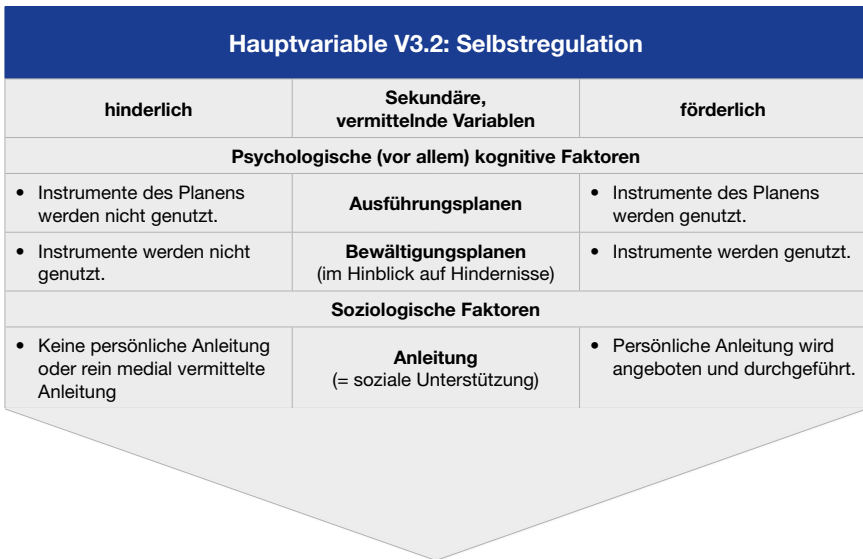 Hauptvariable V3.2: Selbstregulation
hinderlich
Sekundäre,
vermittelnde Variablen
förderlich
Psychologische (vor allem) kognitive Faktoren
• Instrumente des Planens
werden nicht genutzt.
Ausführungsplanen
• Instrumente des Planens
werden genutzt.
• Instrumente werden nicht
genutzt.
Bewältigungsplanen
(im Hinblick auf Hindernisse)
• Instrumente werden genutzt.
Soziologische Faktoren
• Keine persönliche Anleitung
oder rein medial vermittelte
Anleitung
Anleitung
(= soziale Unterstützung)
• Persönliche Anleitung wird
angeboten und durchgeführt.